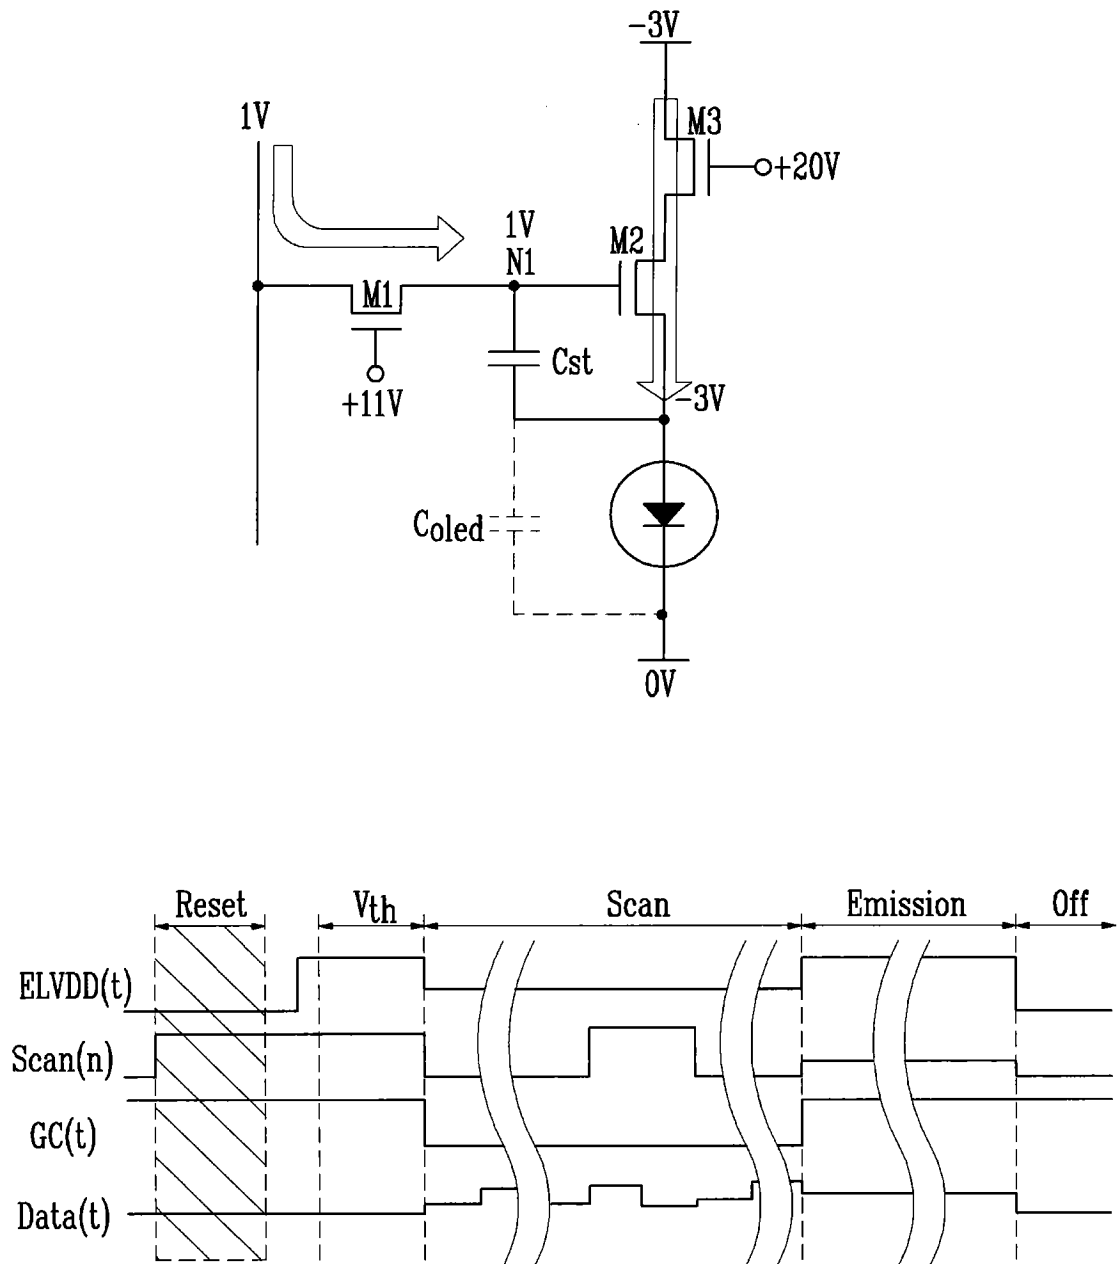 -3V
1V
M3
+20V
1V
N1
M2
M1
Cst
+11V
-3V
Coled
0V
Reset
Vth
Scan
Emission
Off
ELVDD(t)
Scan(n)
GC(t)
Data(t)